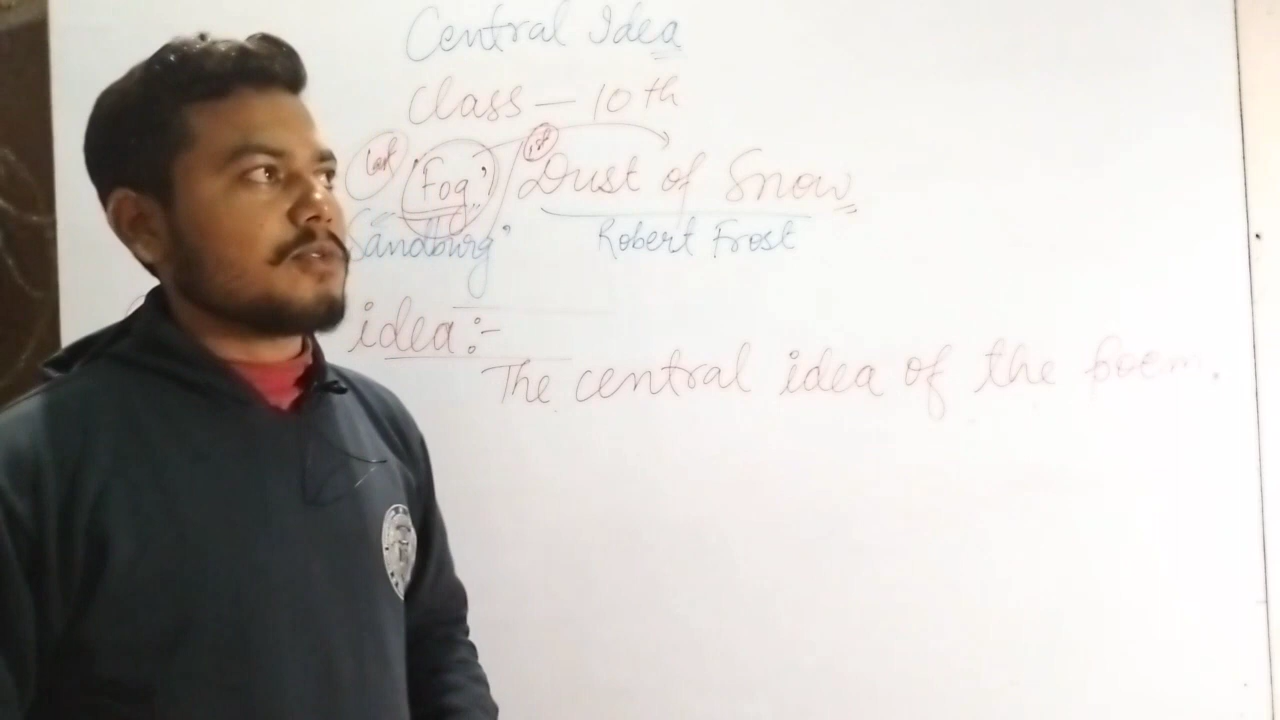 Central Idea
Class - 10th
Last "Fog" 1st Dust of Snow
Sandburg" Robert Frost
idea:-
The central idea of the Poem.